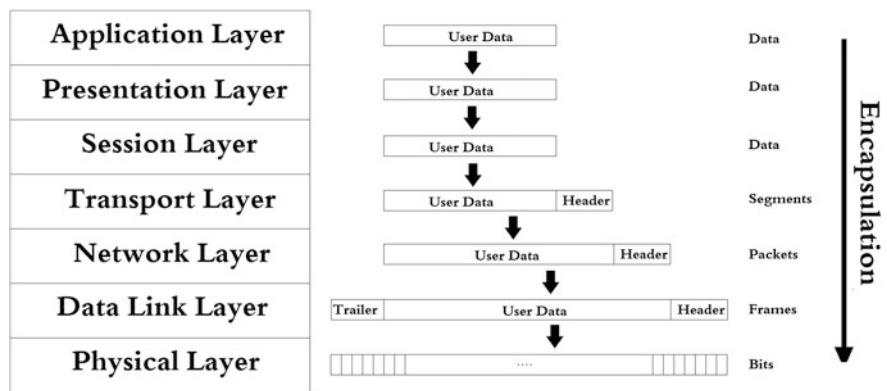 Application Layer
User Data
Data
Presentation Layer
User Data
Data
Session Layer
User Data
Data
Transport Layer
User Data
Header
Segments
Network Layer
User Data
Header
Packets
Data Link Layer
Trailer
User Data
Header
Frames
Physical Layer
....
Bits
Encapsulation